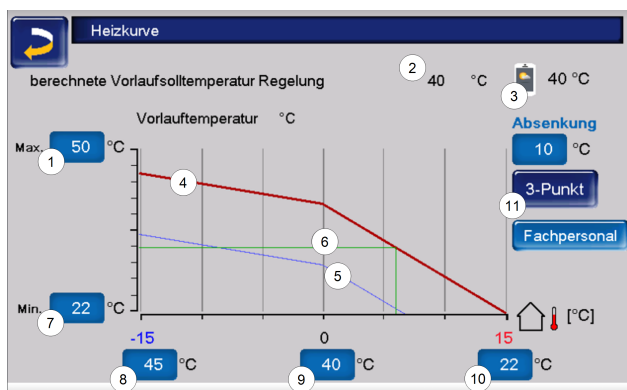 Heizkurve
berechnete Vorlaufsolltemperatur Regelung
2
40 °C
3
40 °C
Vorlauftemperatur °C
Absenkung
Max. 50 °C
1
10 °C
4
3-Punkt
11
6
Fachpersonal
5
Min. 22 °C
7
[°C]
-15 0 15
45 °C 40 °C 22 °C
8 9 10